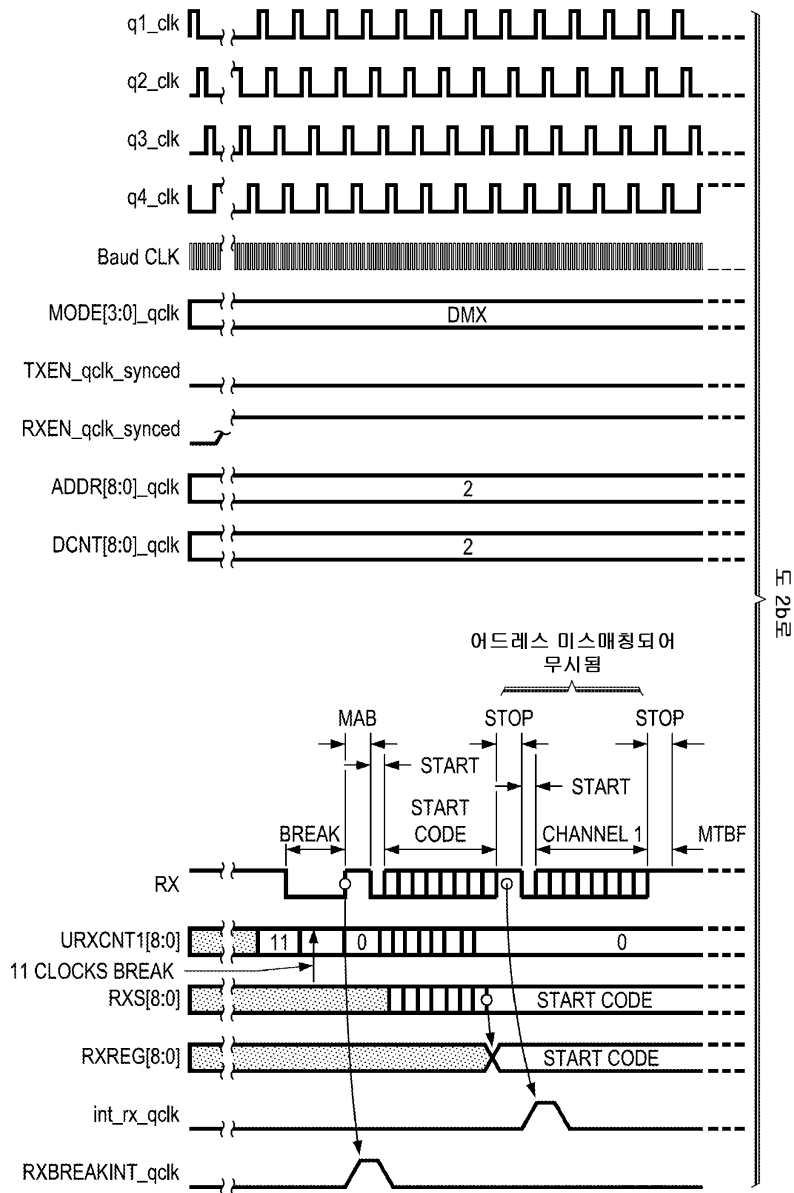 q1_clk
q2_clk
q3_clk
q4_clk
Baud CLK
MODE[3:0]_qclk
DMX
TXEN_qclk_synced
RXEN_qclk_synced
ADDR[8:0]_qclk
2
DCNT[8:0]_qclk
2
도 2b로
어드레스 미스매칭되어
무시됨
MAB
STOP
STOP
START
START
START
CODE
BREAK
CHANNEL 1
MTBF
RX
URXCNT1[8:0]
11
0
0
11 CLOCKS BREAK
RXS[8:0]
START CODE
RXREG[8:0]
START CODE
int_rx_qclk
RXBREAKINT_qclk